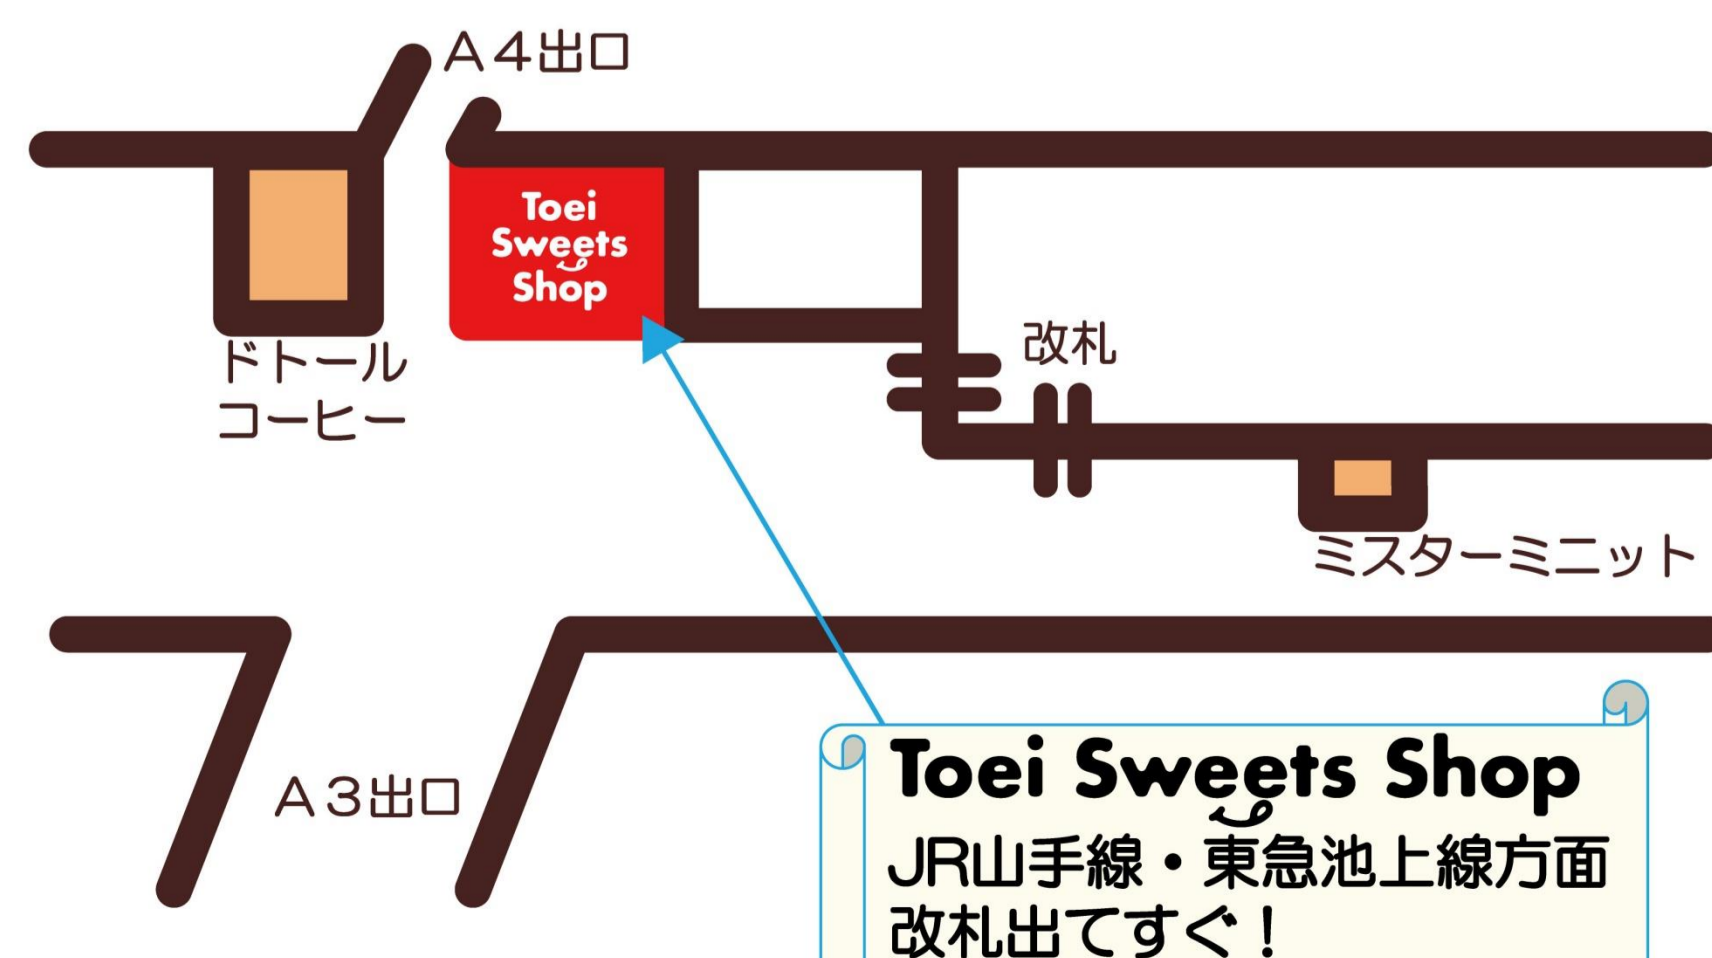 A4出口
Toei
Sweets
Shop
改札
ドトール
コーヒー
ミスターミニット
A3出口
Toei Sweets Shop
JR山手線・東急池上線方面
改札出てすぐ！